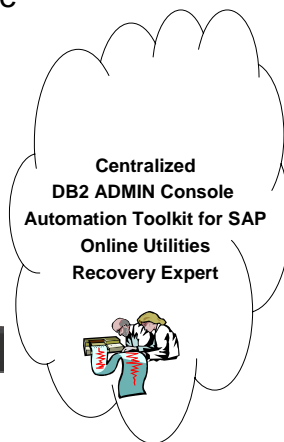 Centralized
DB2 ADMIN Console
Automation Toolkit for SAP
Online Utilities
Recovery Expert